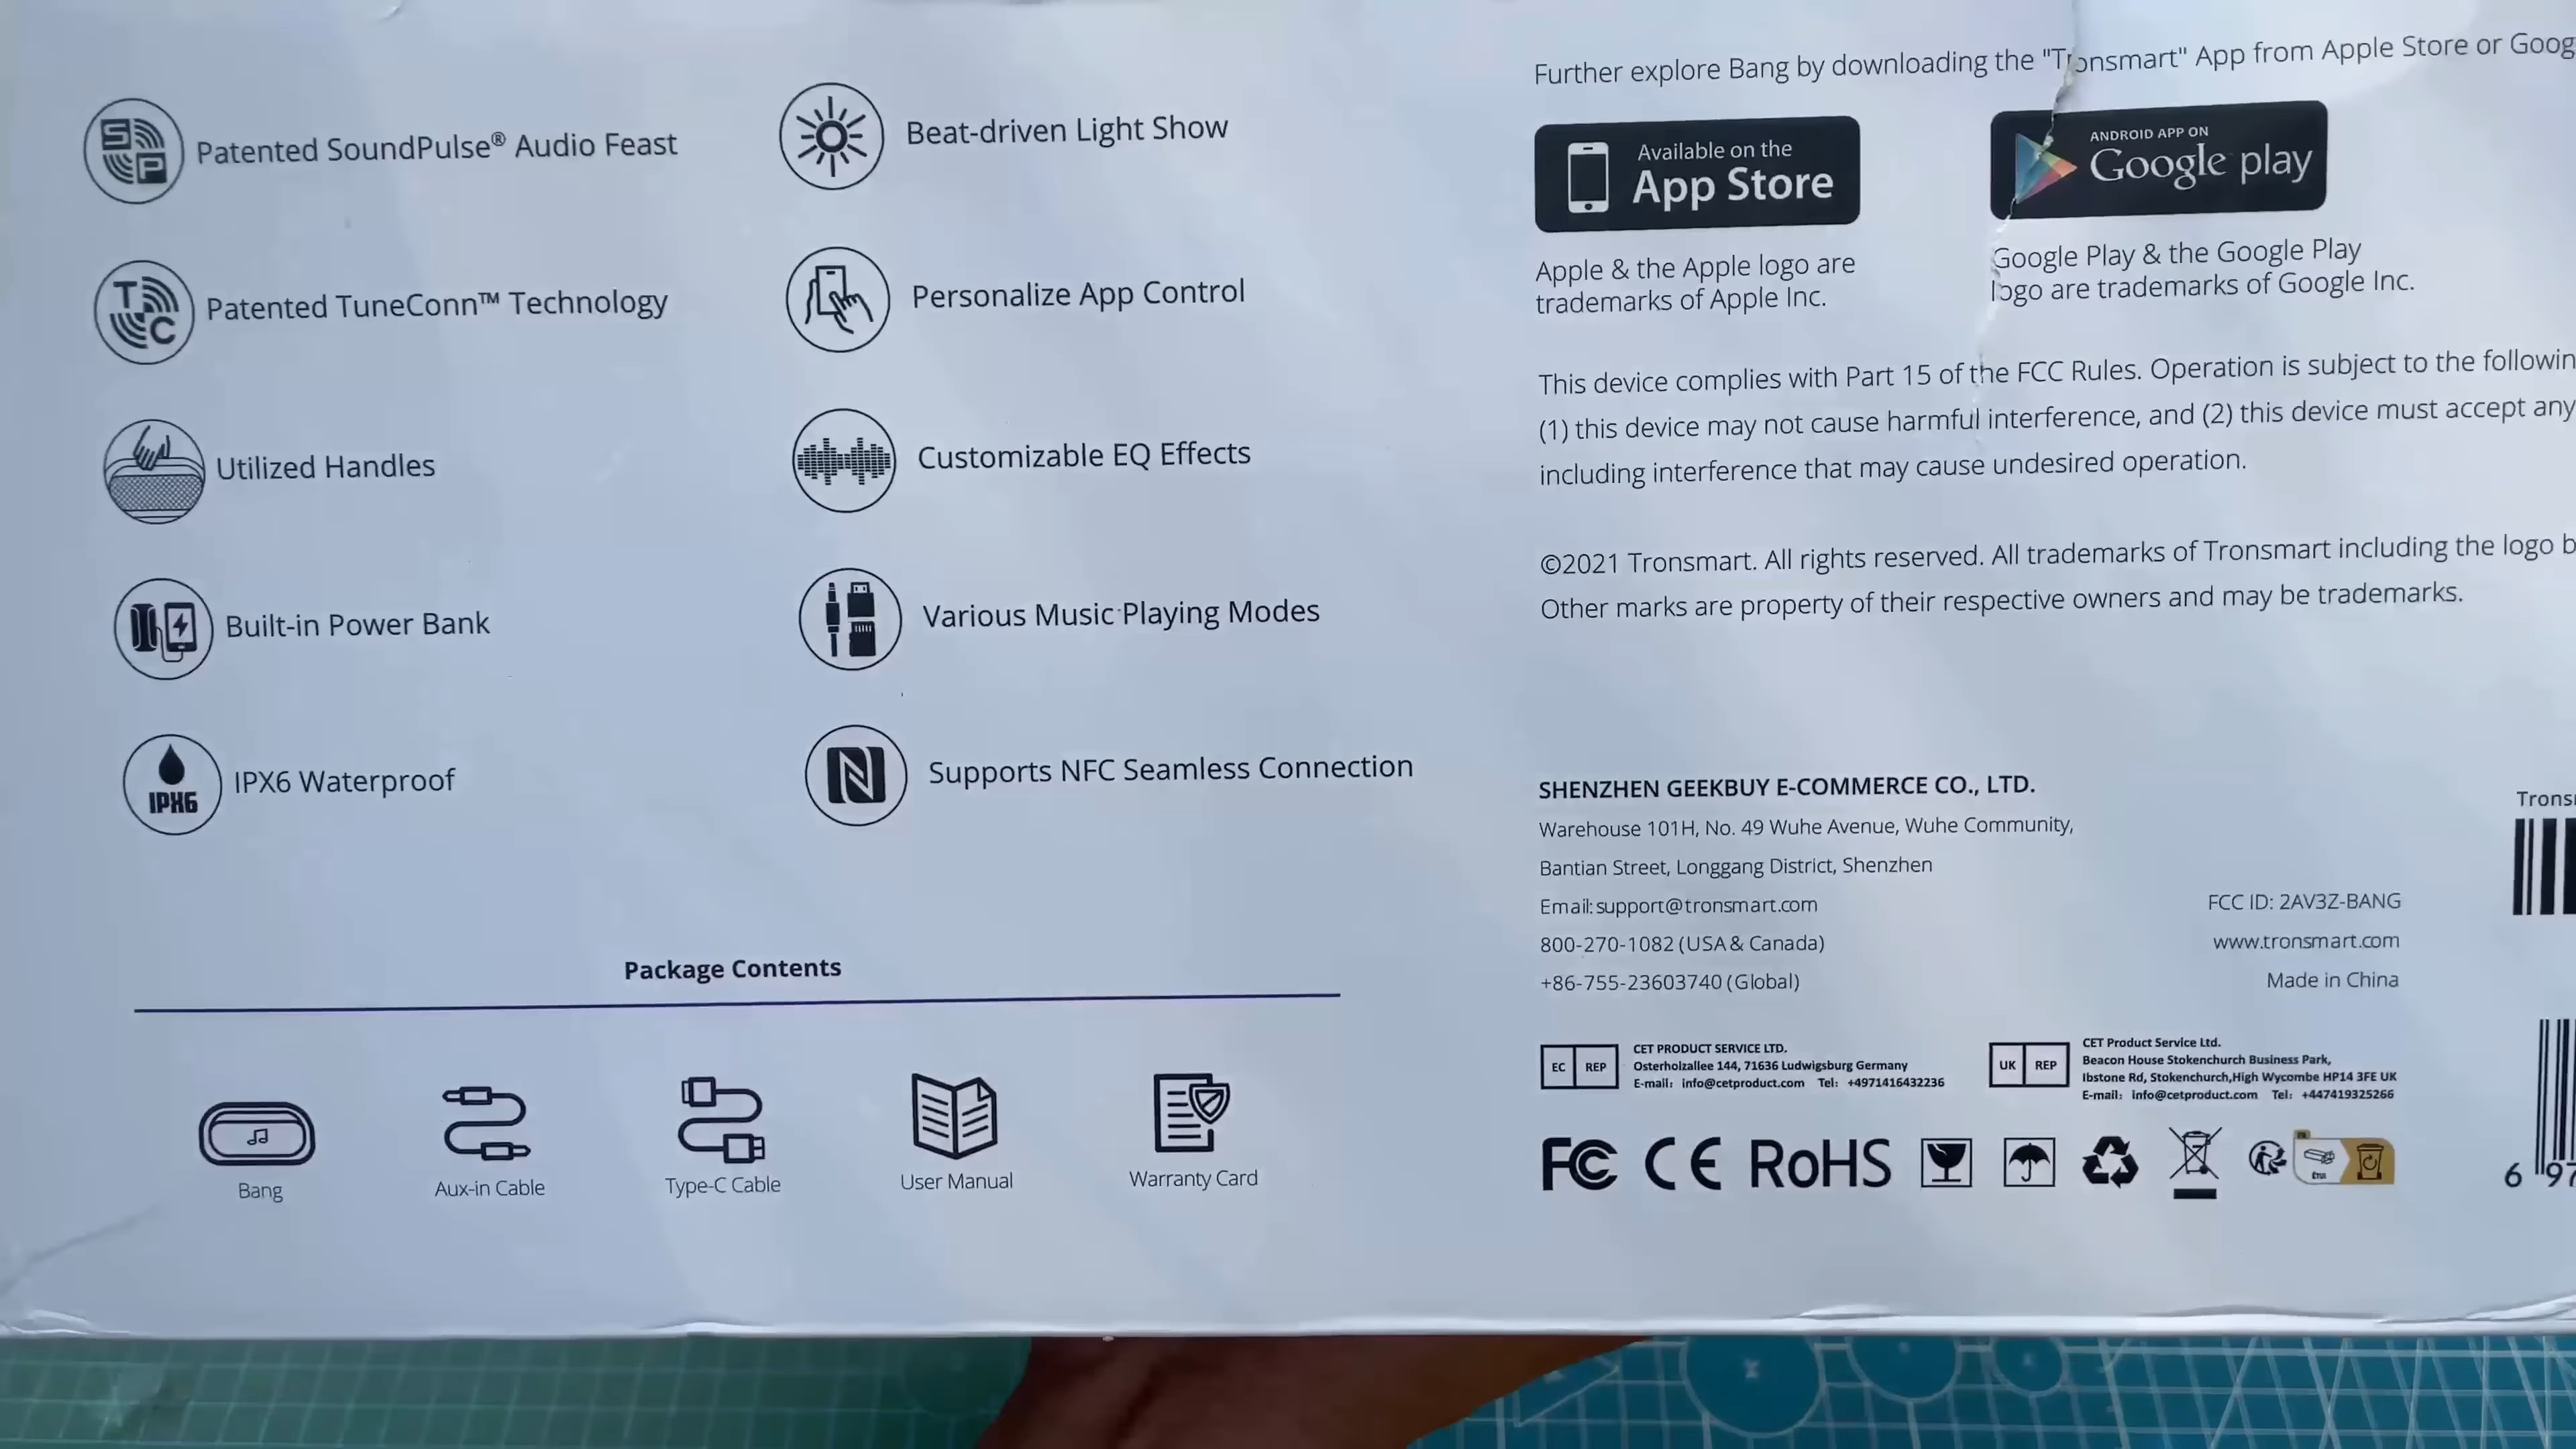 Patented SoundPulse® Audio Feast
Patented TuneConn™ Technology
Utilized Handles
Built-in Power Bank
IPX6
IPX6 Waterproof
Beat-driven Light Show
Personalize App Control
Customizable EQ Effects
Various Music Playing Modes
Supports NFC Seamless Connection
Package Contents
Bang
Aux-in Cable
Type-C Cable
User Manual
Warranty Card
Further explore Bang by downloading the "Tronsmart" App from Apple Store or Goog
Available on the
App Store
ANDROID APP ON
Google play
Apple & the Apple logo are
trademarks of Apple Inc.
Google Play & the Google Play
logo are trademarks of Google Inc.
This device complies with Part 15 of the FCC Rules. Operation is subject to the followin
(1) this device may not cause harmful interference, and (2) this device must accept any
including interference that may cause undesired operation.
©2021 Tronsmart. All rights reserved. All trademarks of Tronsmart including the logo b
Other marks are property of their respective owners and may be trademarks.
SHENZHEN GEEKBUY E-COMMERCE CO., LTD.
Warehouse 101H, No. 49 Wuhe Avenue, Wuhe Community,
Bantian Street, Longgang District, Shenzhen
Email: support@tronsmart.com
800-270-1082 (USA & Canada)
+86-755-23603740 (Global)
FCC ID: 2AV3Z-BANG
www.tronsmart.com
Made in China
EC REP
CET PRODUCT SERVICE LTD.
Osterholzallee 144, 71636 Ludwigsburg Germany
E-mail: info@cetproduct.com Tel: +4971416432236
UK REP
CET Product Service Ltd.
Beacon House Stokenchurch Business Park,
Ibstone Rd, Stokenchurch,High Wycombe HP14 3FE UK
E-mail: info@cetproduct.com Tel: +447419325266
FC CE RoHS
Trons
6 97